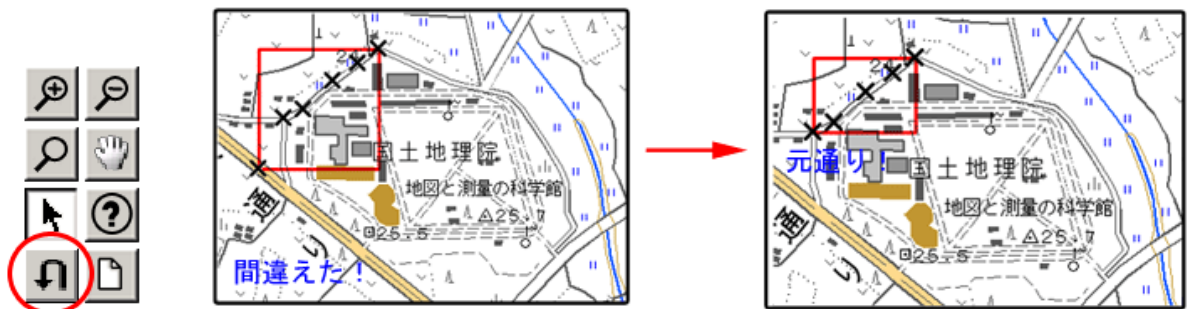 国土地理院
地図と測量の科学館
25.7
25.5
通り
間違えた!
国土地理院
元通り!
地図と測量の科学館
25.7
25.5
通り